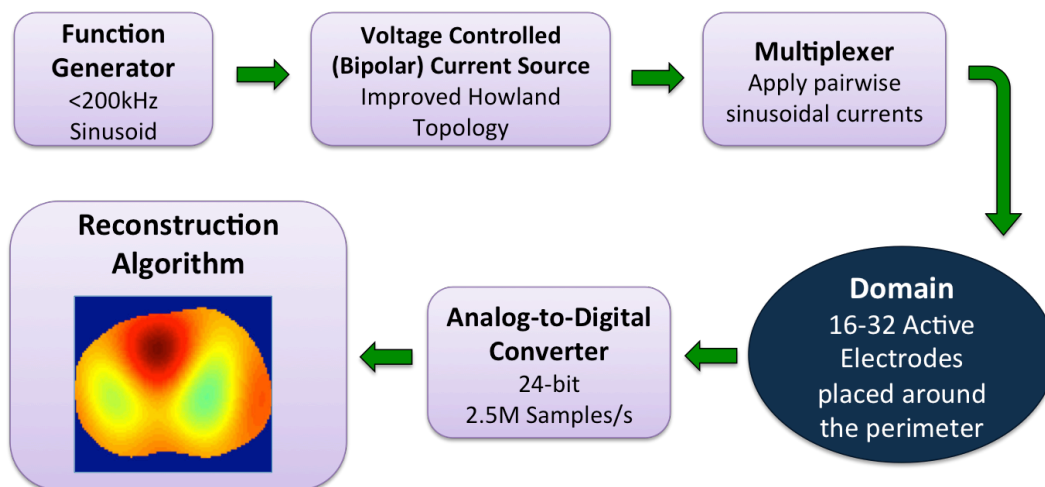 Function
Generator
<200kHz
Sinusoid
Voltage Controlled
(Bipolar) Current Source
Improved Howland
Topology
Multiplexer
Apply pairwise
sinusoidal currents
Domain
16-32 Active
Electrodes
placed around
the perimeter
Analog-to-Digital
Converter
24-bit
2.5M Samples/s
Reconstruction
Algorithm